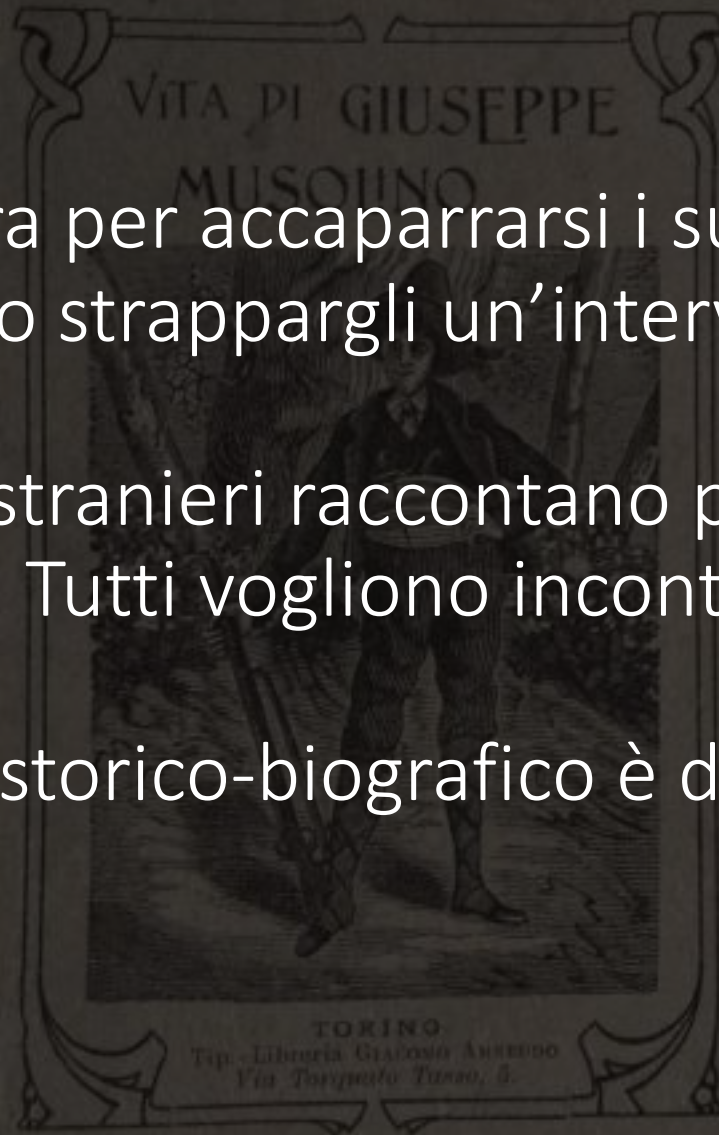 VITA DI GIUSEPPE
MUSOLINO
ra per accaparrarsi i su
o strappargli un’interv
stranieri raccontano p
Tutti vogliono incont
storico-biografico è d
TORINO
Tip.-Libreria GIACOMO ARNEUDO
Via Torquato Tasso, 5.